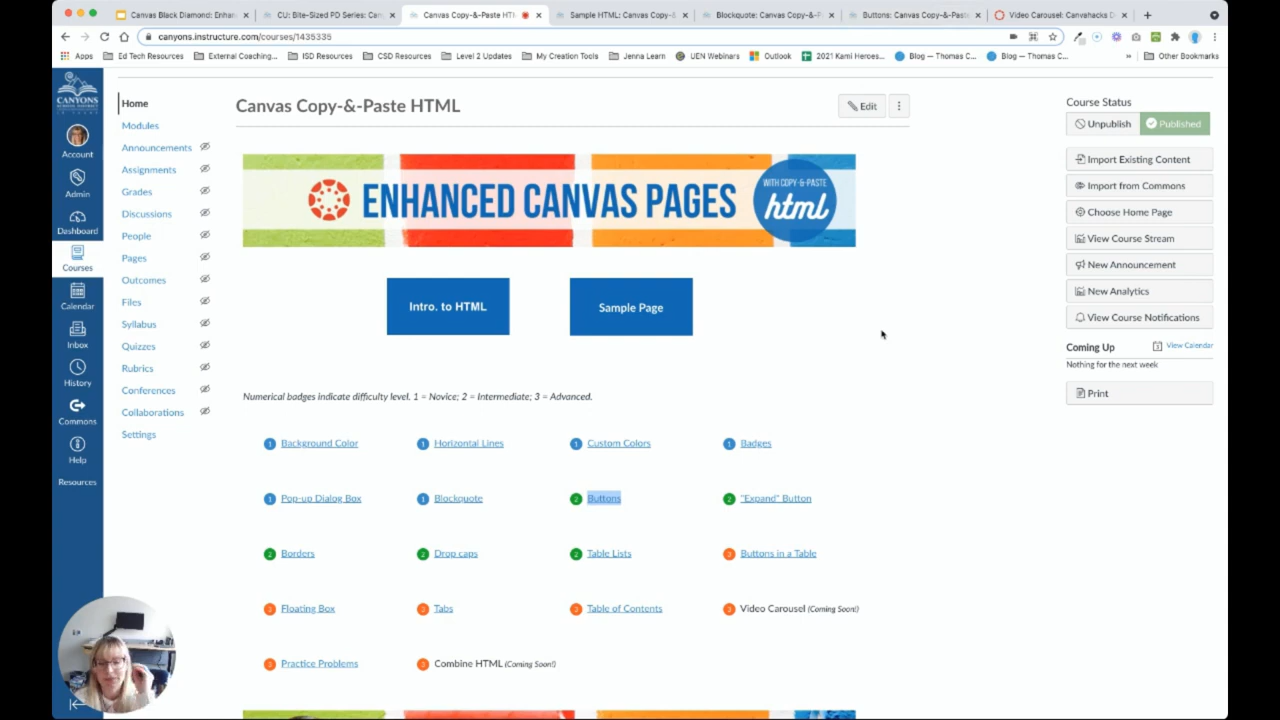 Canvas Black Diamond: Enhan
CU: Bite-Sized PD Series: Can
Canvas Copy-&-Paste HT
Sample HTML: Canvas Copy-&
Blockquote: Canvas Copy-&-P
Buttons: Canvas Copy-&-Paste
Video Carousel: Canvahacks D
canyons.instructure.com/courses/1435335
Apps
Ed Tech Resources
External Coaching...
ISD Resources
CSD Resources
Level 2 Updates
My Creation Tools
Jenna Learn
UEN Webinars
Outlook
2021 Kami Heroes...
Blog — Thomas C...
Blog — Thomas C...
»
Other Bookmarks
CANYONS
SCHOOL DISTRICT
Account
Admin
Dashboard
Courses
Calendar
Inbox
History
Commons
Help
Resources
Home
Modules
Announcements
Assignments
Grades
Discussions
People
Pages
Outcomes
Files
Syllabus
Quizzes
Rubrics
Conferences
Collaborations
Settings
Canvas Copy-&-Paste HTML
Edit
ENHANCED CANVAS PAGES
WITH COPY-&-PASTE
html
Intro. to HTML
Sample Page
Numerical badges indicate difficulty level. 1 = Novice; 2 = Intermediate; 3 = Advanced.
1 Background Color
1 Horizontal Lines
1 Custom Colors
1 Badges
1 Pop-up Dialog Box
1 Blockquote
2 Buttons
2 "Expand" Button
2 Borders
2 Drop caps
2 Table Lists
3 Buttons in a Table
3 Floating Box
3 Tabs
3 Table of Contents
3 Video Carousel (Coming Soon!)
3 Practice Problems
3 Combine HTML (Coming Soon!)
Course Status
Unpublish
Published
Import Existing Content
Import from Commons
Choose Home Page
View Course Stream
New Announcement
New Analytics
View Course Notifications
Coming Up
View Calendar
Nothing for the next week
Print